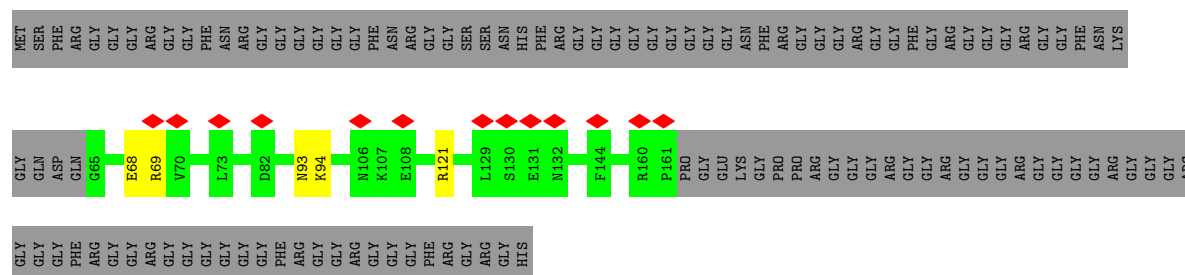 MET SER PHE ARG GLY GLY GLY ARG GLY GLY PHE ASN ARG GLY GLY GLY GLY GLY GLY PHE ASN ARG GLY GLY SER SER ASN HIS PHE ARG GLY GLY GLY GLY GLY GLY GLY GLY GLY ASN PHE ARG GLY GLY GLY ARG GLY GLY PHE GLY ARG GLY GLY GLY ARG GLY GLY PHE ASN LYS
GLY GLN ASP GLN G65 E68 R69 V70 L73 D82 N93 K94 N106 K107 E108 R121 L129 S130 E131 N132 F144 R160 P161 PRO GLY GLU LYS GLY PRO PRO ARG GLY GLY GLY ARG GLY GLY ARG GLY GLY GLY ARG GLY GLY GLY GLY ARG GLY GLY GLY
GLY GLY GLY PHE ARG GLY GLY ARG GLY GLY GLY GLY GLY GLY PHE ARG GLY GLY ARG GLY GLY GLY PHE ARG GLY ARG GLY HIS